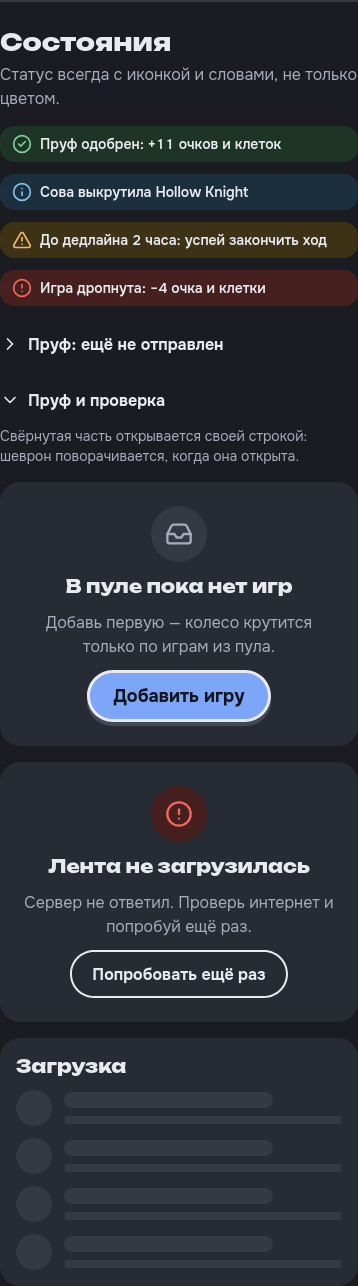 Состояния
Статус всегда с иконкой и словами, не только
цветом.
Пруф одобрен: +11 очков и клеток
Сова выкрутила Hollow Knight
До дедлайна 2 часа: успей закончить ход
Игра дропнута: −4 очка и клетки
Пруф: ещё не отправлен
Пруф и проверка
Свёрнутая часть открывается своей строкой:
шеврон поворачивается, когда она открыта.
В пуле пока нет игр
Добавь первую — колесо крутится
только по играм из пула.
Добавить игру
Лента не загрузилась
Сервер не ответил. Проверь интернет и
попробуй ещё раз.
Попробовать ещё раз
Загрузка